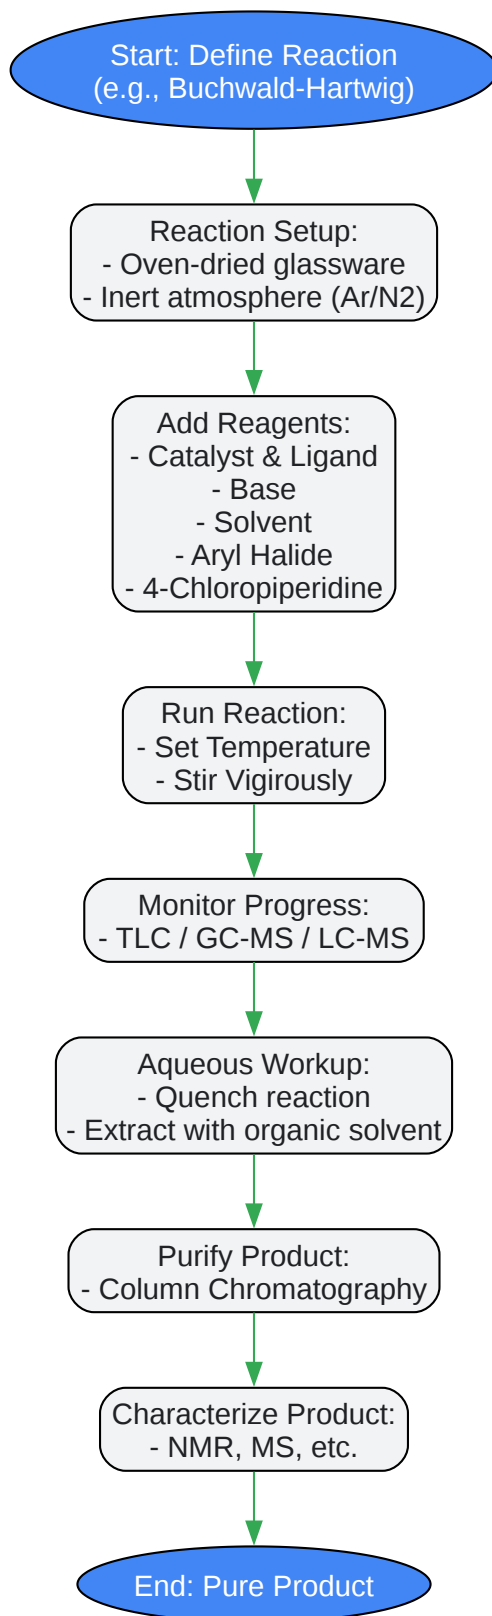 Start: Define Reaction
(e.g., Buchwald-Hartwig)
Reaction Setup:
- Oven-dried glassware
- Inert atmosphere (Ar/N2)
Add Reagents:
- Catalyst & Ligand
- Base
- Solvent
- Aryl Halide
- 4-Chloropiperidine
Run Reaction:
- Set Temperature
- Stir Vigirously
Monitor Progress:
- TLC / GC-MS / LC-MS
Aqueous Workup:
- Quench reaction
- Extract with organic solvent
Purify Product:
- Column Chromatography
Characterize Product:
- NMR, MS, etc.
End: Pure Product